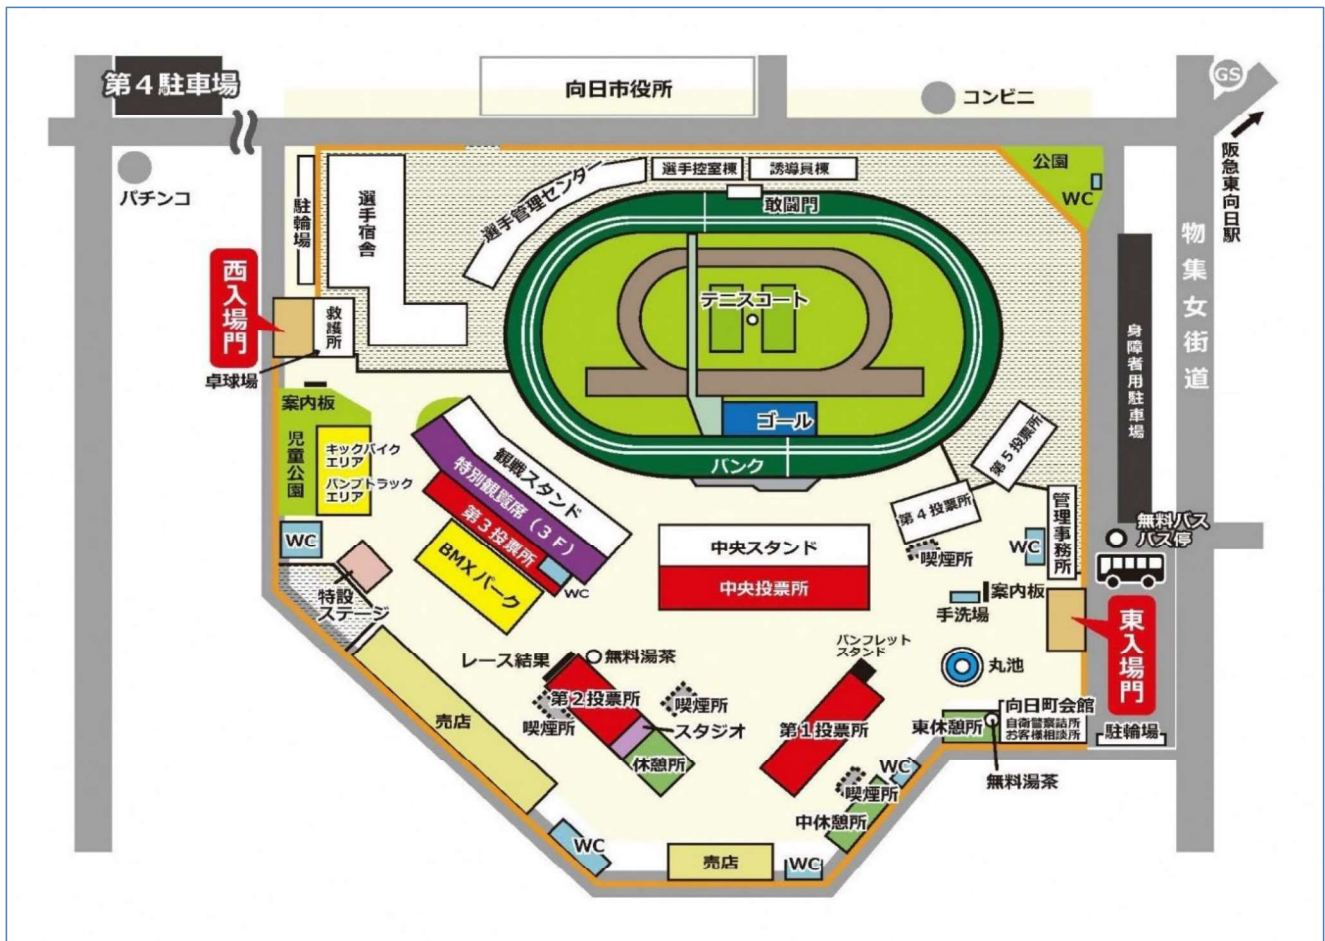 第4駐車場
向日市役所
コンビニ
GS
阪急東向日駅
パチンコ
駐輪場
選手宿舎
選手管理センター
選手控室棟
誘導員棟
敢闘門
公園
WC
物集女街道
西入場門
救護所
卓球場
テニスコート
身障者用駐車場
案内板
児童公園
キックバイク
エリア
パンプトラック
エリア
ゴール
バンク
観戦スタンド
特別観覧席(3F)
第3投票所
BMXパーク
WC
WC
第5投票所
第4投票所
喫煙所
WC
管理事務所
無料バス
バス停
中央スタンド
中央投票所
特設
ステージ
案内板
手洗場
東入場門
レース結果
無料湯茶
パンフレット
スタンド
丸池
第2投票所
喫煙所
喫煙所
スタジオ
休憩所
第1投票所
東休憩所
向日町会館
自衛警察詰所
お客様相談所
駐輪場
無料湯茶
売店
WC
喫煙所
中休憩所
WC
売店
WC